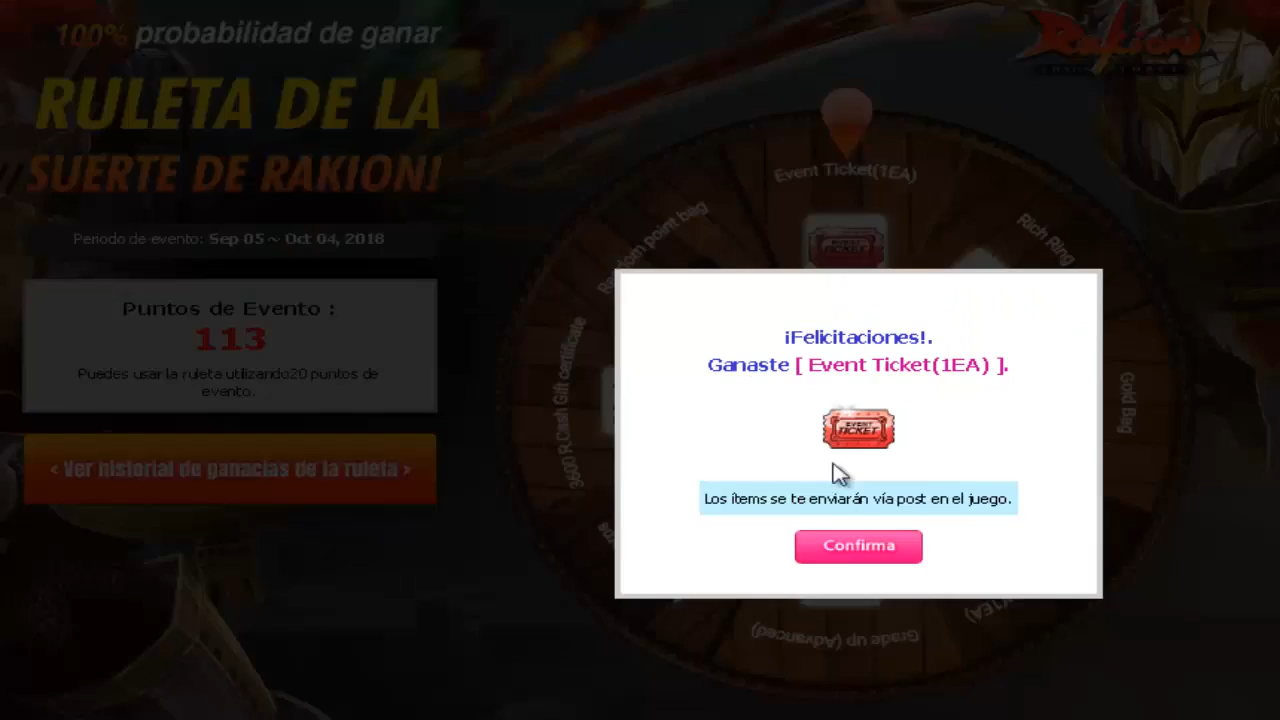 100% probabilidad de ganar
RULETA DE LA
SUERTE DE RAKION!
Periodo de evento: Sep 05 ~ Oct 04, 2018
Puntos de Evento :
113
Puedes usar la ruleta utilizando20 puntos de
evento.
< Ver historial de ganacias de la ruleta >
Rakion
Event Ticket(1EA)
Random point bag
Rich Ring
3600 R.Cash Gift certificate
Gold Bag
Grade up (Advanced)
¡Felicitaciones!.
Ganaste [ Event Ticket(1EA) ].
EVENT
TICKET
Los ítems se te enviarán vía post en el juego.
Confirma